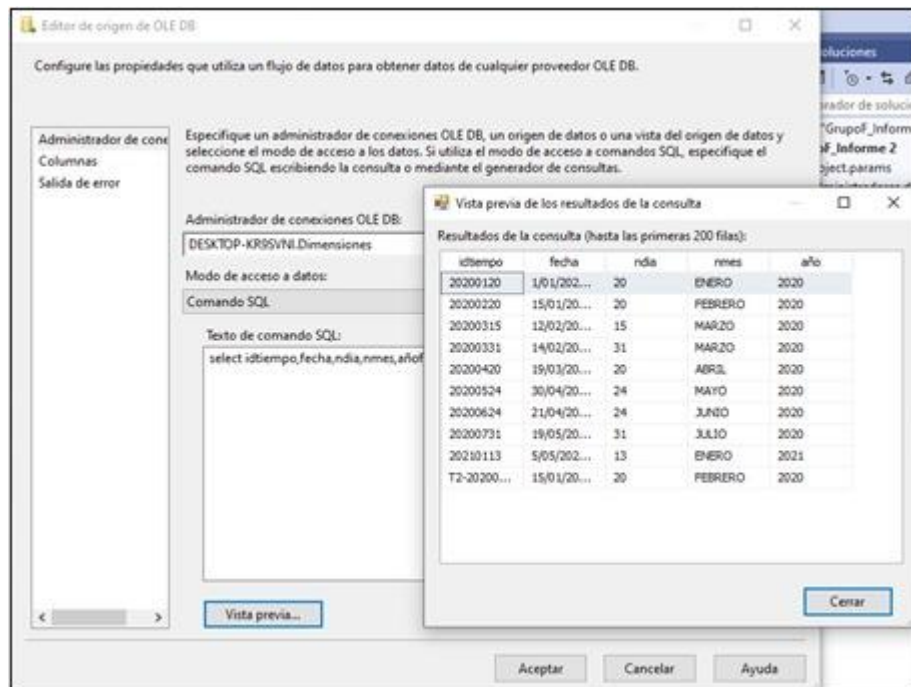 Editor de origen de OLE DB
Configure las propiedades que utiliza un flujo de datos para obtener datos de cualquier proveedor OLE DB.
Administrador de cone
Columnas
Salida de error
Especifique un administrador de conexiones OLE DB, un origen de datos o una vista del origen de datos y
seleccione el modo de acceso a los datos. Si utiliza el modo de acceso a comandos SQL, especifique el
comando SQL escribiendo la consulta o mediante el generador de consultas.
Administrador de conexiones OLE DB:
DESKTOP-KR9SVNI.Dimensiones
Modo de acceso a datos:
Comando SQL
Texto de comando SQL:
select idtiempo,fecha,ndia,nmes,añof
Vista previa...
Aceptar Cancelar Ayuda
Vista previa de los resultados de la consulta
Resultados de la consulta (hasta las primeras 200 filas):
idtiempo fecha ndia nmes año
20200120 1/01/202... 20 ENERO 2020
20200220 15/01/20... 20 FEBRERO 2020
20200315 12/02/20... 15 MARZO 2020
20200331 14/02/20... 31 MARZO 2020
20200420 19/03/20... 20 ABRIL 2020
20200524 30/04/20... 24 MAYO 2020
20200624 21/04/20... 24 JUNIO 2020
20200731 19/05/20... 31 JULIO 2020
20210113 5/05/202... 13 ENERO 2021
T2-20200... 15/01/20... 20 FEBRERO 2020
Cerrar
oluciones
orador de solucio
"GrupoF_Inform
oF_Informe 2
oject.params